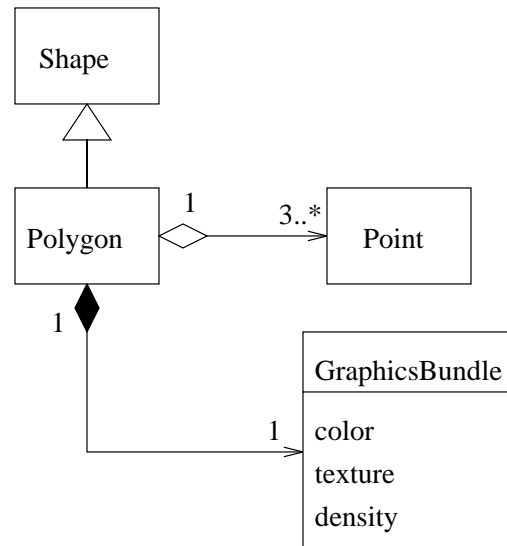 Shape
1
3..*
Polygon
Point
1
GraphicsBundle
1
color
texture
density